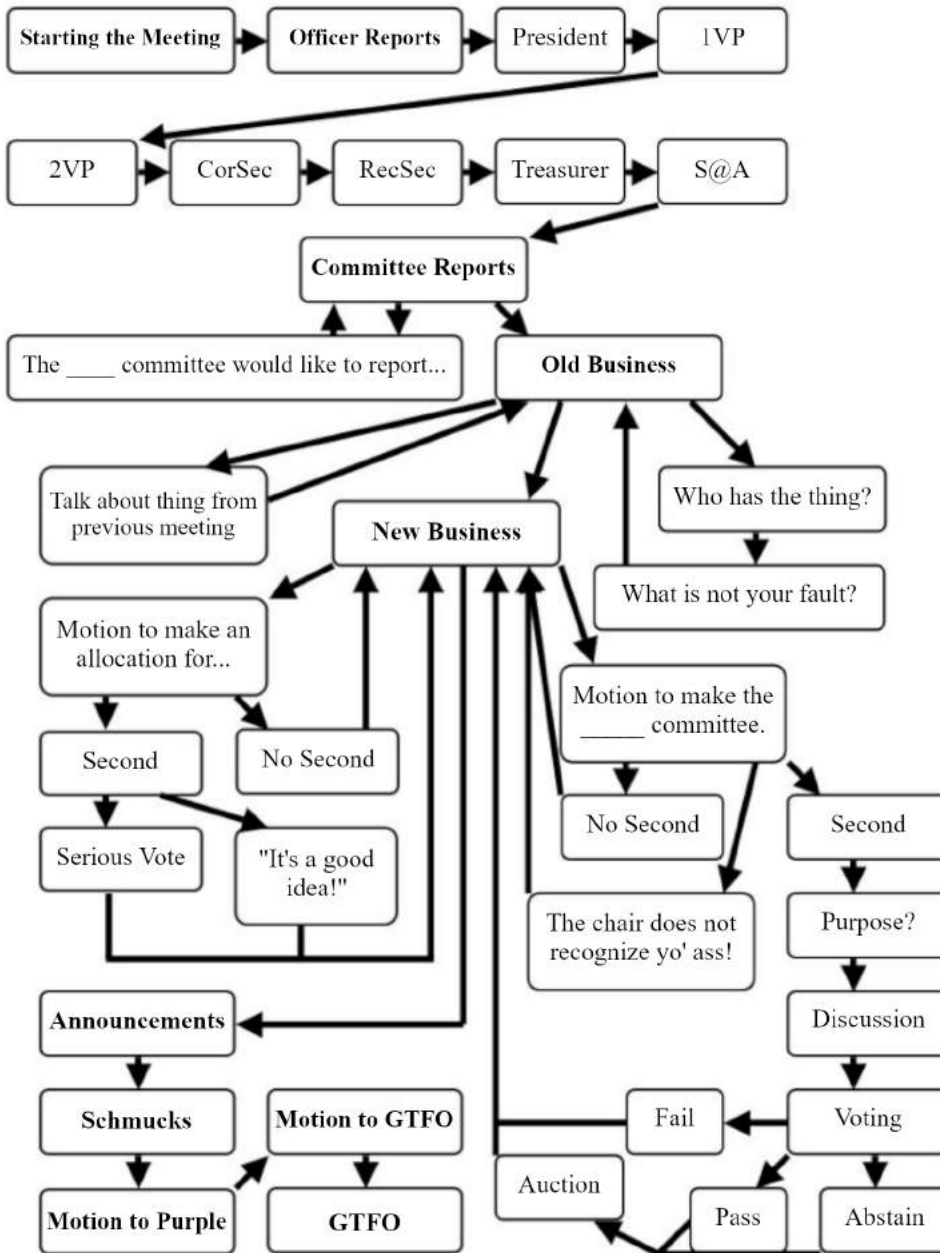 Starting the Meeting
Officer Reports
President
1VP
2VP
CorSec
RecSec
Treasurer
S@A
Committee Reports
The ____ committee would like to report...
Old Business
Talk about thing from
previous meeting
Who has the thing?
New Business
What is not your fault?
Motion to make an
allocation for...
Motion to make the
_____ committee.
Second
No Second
No Second
Second
Serious Vote
"It's a good
idea!"
The chair does not
recognize yo' ass!
Purpose?
Announcements
Discussion
Schmucks
Motion to GTFO
Fail
Voting
Auction
Motion to Purple
GTFO
Pass
Abstain